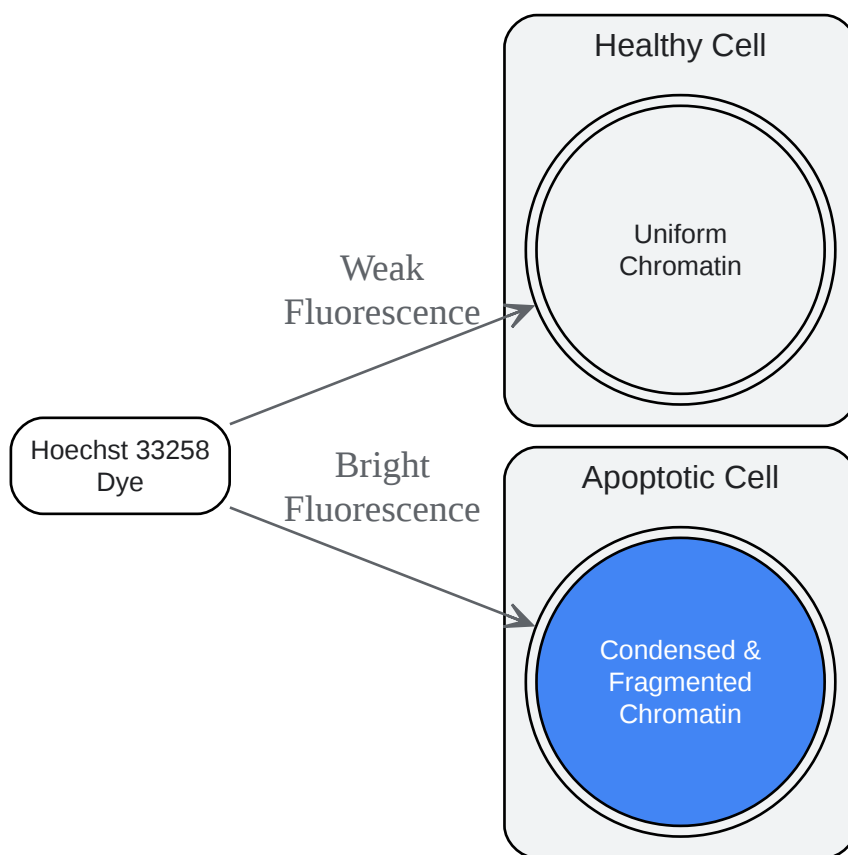 Healthy Cell
Uniform
Chromatin
Weak
Fluorescence
Hoechst 33258
Dye
Bright
Fluorescence
Apoptotic Cell
Condensed &
Fragmented
Chromatin